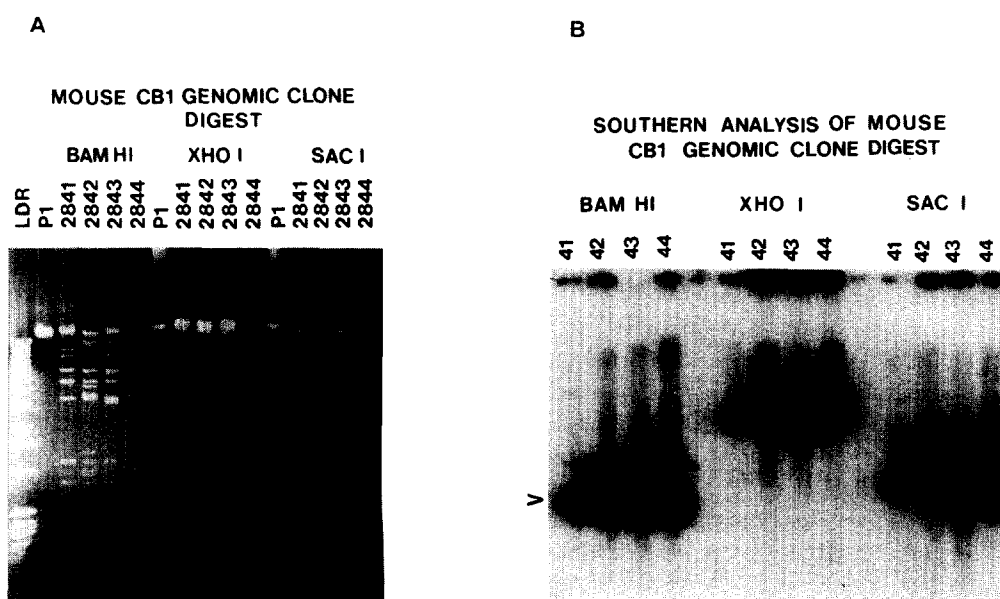 A
MOUSE CB1 GENOMIC CLONE
DIGEST
BAM HI XHO I SAC I
LDR P1 2841 2842 2843 2844 P1 2841 2842 2843 2844 P1 2841 2842 2843 2844
B
SOUTHERN ANALYSIS OF MOUSE
CB1 GENOMIC CLONE DIGEST
BAM HI XHO I SAC I
41 42 43 44 41 42 43 44 41 42 43 44
>